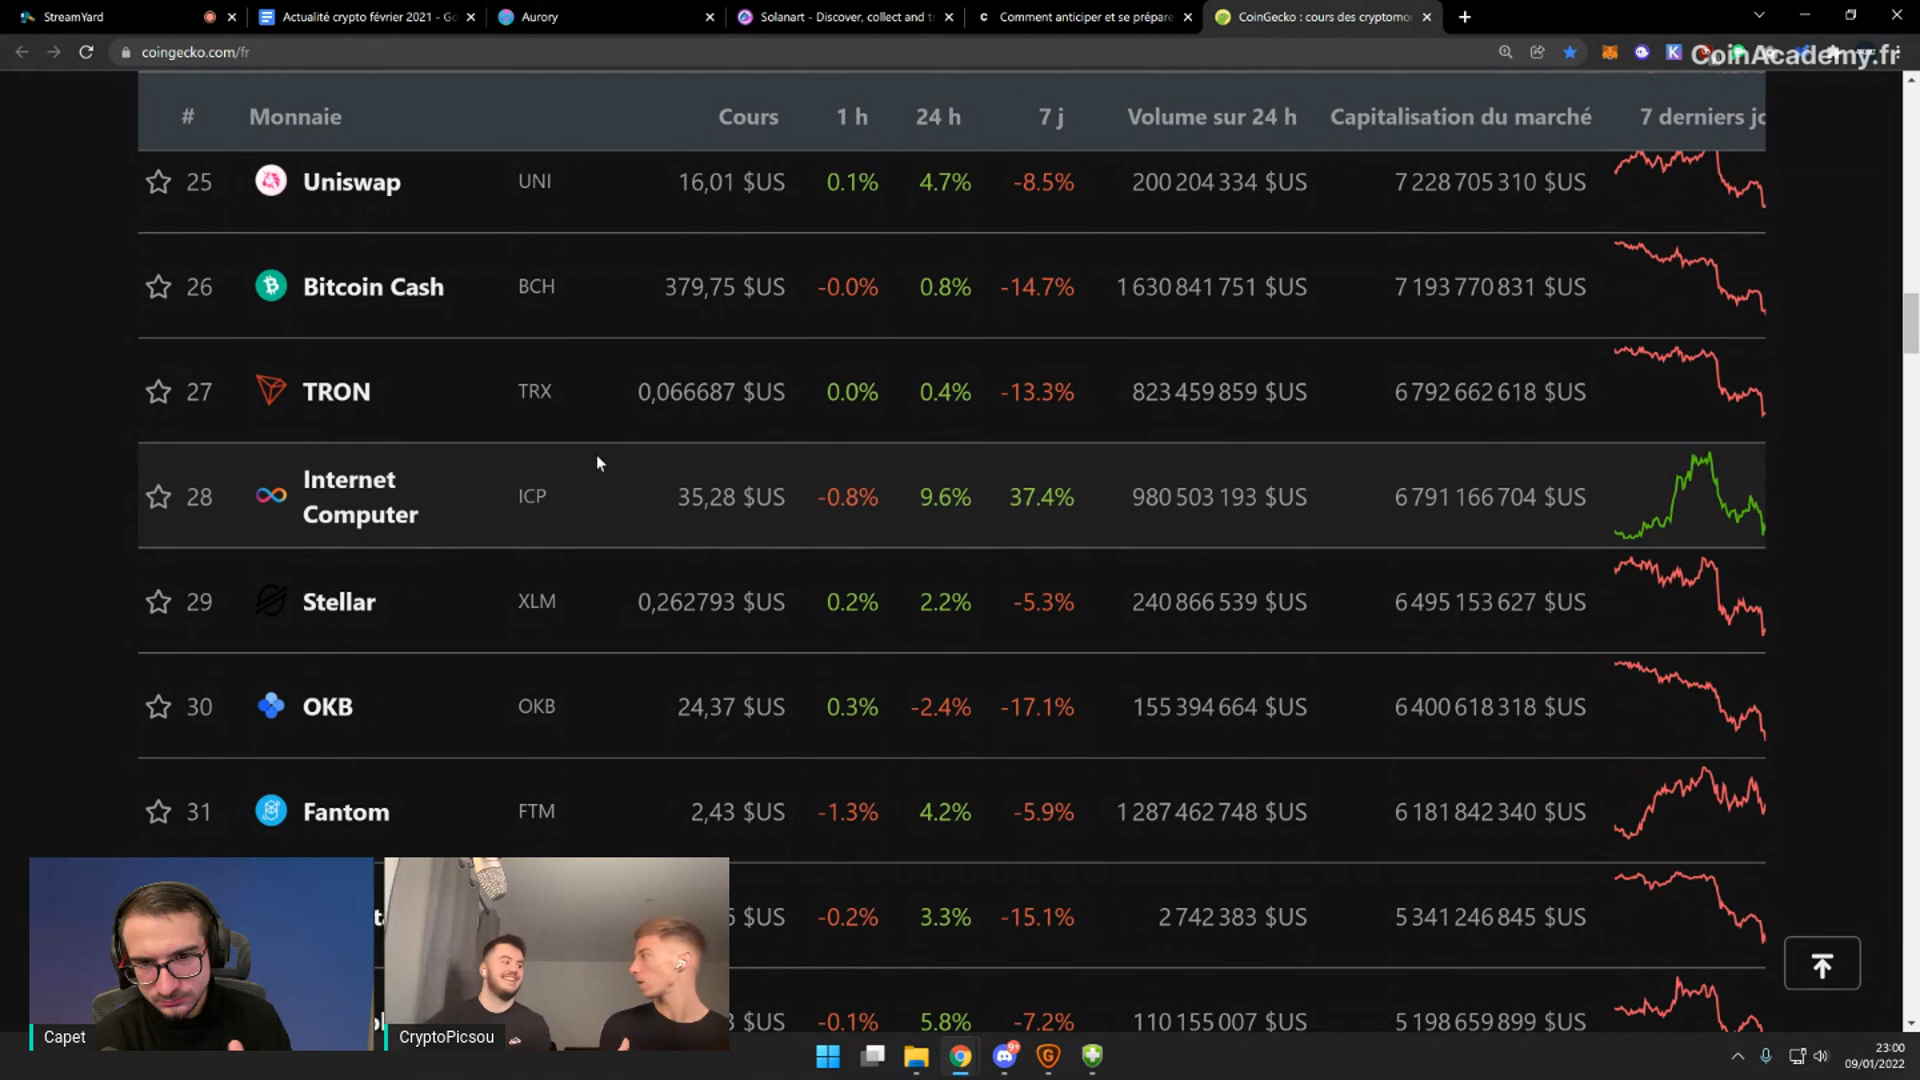 StreamYard
Actualité crypto février 2021 - Go
Aurory
Solanart - Discover, collect and tr
Comment anticiper et se prépare
CoinGecko : cours des cryptomo
coingecko.com/fr
CoinAcademy.fr
# Monnaie Cours 1 h 24 h 7 j Volume sur 24 h Capitalisation du marché 7 derniers jo
25 Uniswap UNI 16,01 $US 0.1% 4.7% -8.5% 200 204 334 $US 7 228 705 310 $US
26 Bitcoin Cash BCH 379,75 $US -0.0% 0.8% -14.7% 1 630 841 751 $US 7 193 770 831 $US
27 TRON TRX 0,066687 $US 0.0% 0.4% -13.3% 823 459 859 $US 6 792 662 618 $US
28 Internet Computer ICP 35,28 $US -0.8% 9.6% 37.4% 980 503 193 $US 6 791 166 704 $US
29 Stellar XLM 0,262793 $US 0.2% 2.2% -5.3% 240 866 539 $US 6 495 153 627 $US
30 OKB OKB 24,37 $US 0.3% -2.4% -17.1% 155 394 664 $US 6 400 618 318 $US
31 Fantom FTM 2,43 $US -1.3% 4.2% -5.9% 1 287 462 748 $US 6 181 842 340 $US
$US -0.2% 3.3% -15.1% 2 742 383 $US 5 341 246 845 $US
$US -0.1% 5.8% -7.2% 110 155 007 $US 5 198 659 899 $US
Capet
CryptoPicsou
9+
23:00
09/01/2022